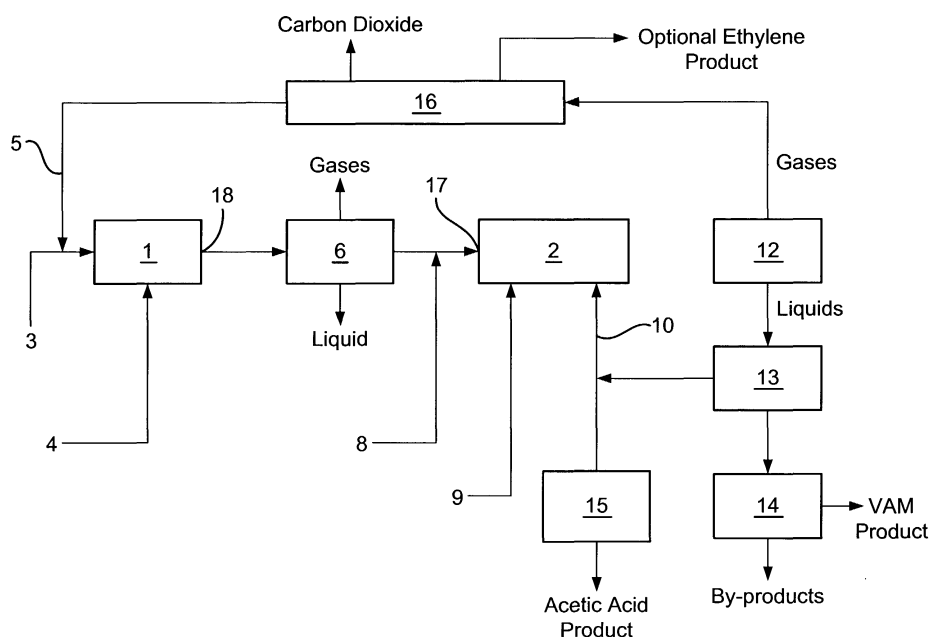 Carbon Dioxide
Optional Ethylene
Product
16
5
Gases
Gases
18
17
1
6
2
12
Liquids
3
Liquid
10
13
4
8
9
15
14
VAM
Product
Acetic Acid
Product
By-products